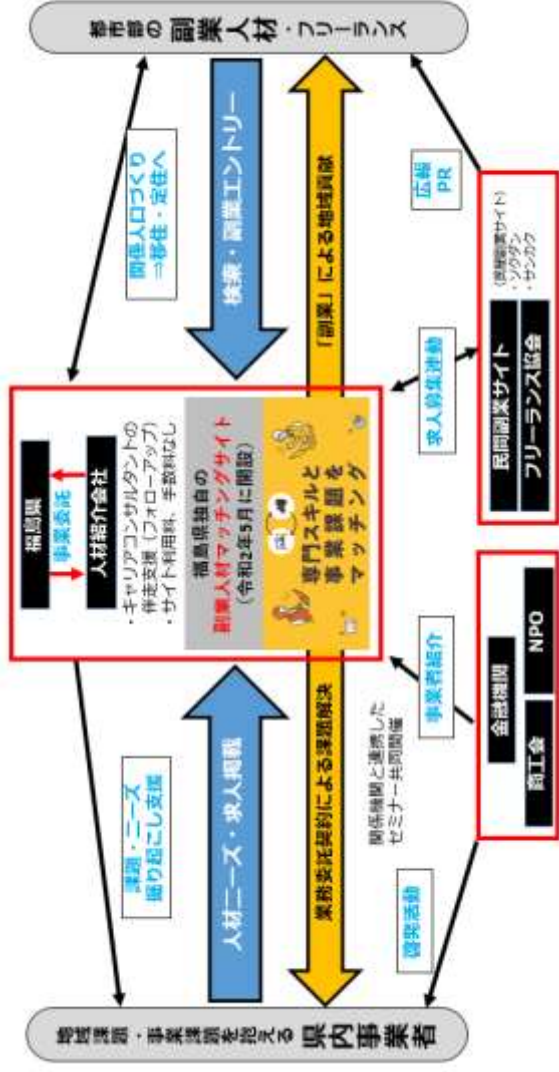 地域課題・事業課題を抱える 県内事業者
課題・ニーズ
掘り起こし支援
人材ニーズ・求人掲載
業務委託契約による課題解決
啓発活動
福島県
事業委託
人材紹介会社
・キャリアコンサルタントの
伴走支援（フォローアップ）
・サイト利用料、手数料なし
福島県独自の
副業人材マッチングサイト
（令和2年5月に開設）
専門スキルと
事業課題を
マッチング
関係機関と連携した
セミナー共同開催
事業者紹介
金融機関
商工会
NPO
関係人口づくり
⇒移住・定住へ
検索・副業エントリー
「副業」による地域貢献
求人募集連動
広報
PR
民間副業サイト
フリーランス協会
（民間副業サイト）
・ソクダン
・サンカク
都市部の 副業人材・フリーランス